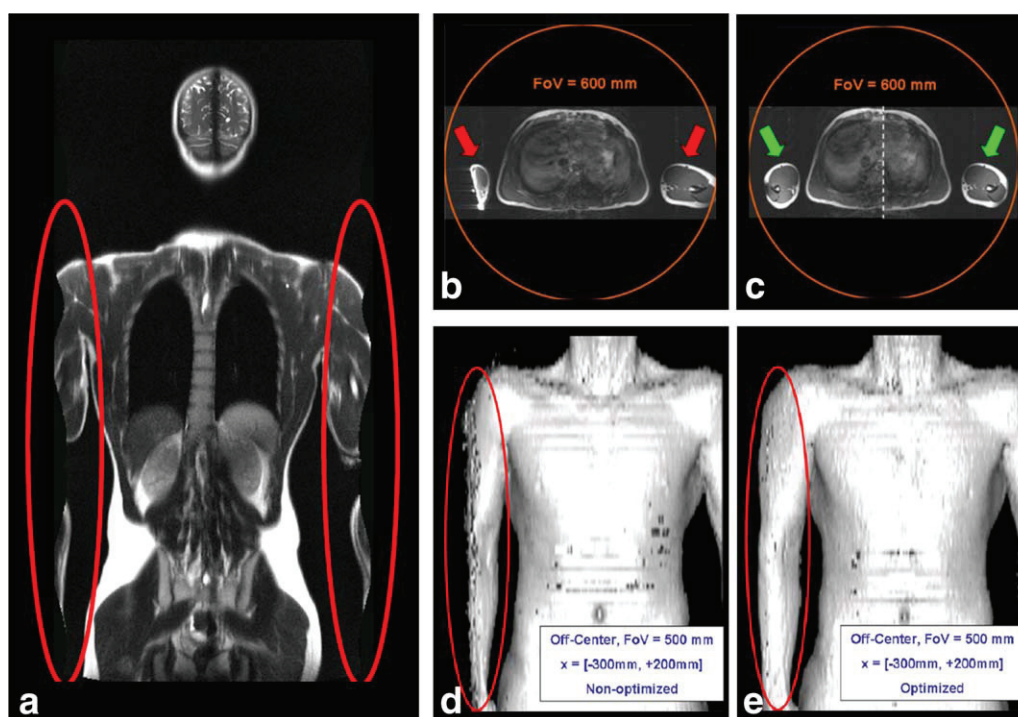 a
FoV = 600 mm
b
FoV = 600 mm
c
Off-Center, FoV = 500 mm
x = [-300mm, +200mm]
Non-optimized
d
Off-Center, FoV = 500 mm
x = [-300mm, +200mm]
Optimized
e